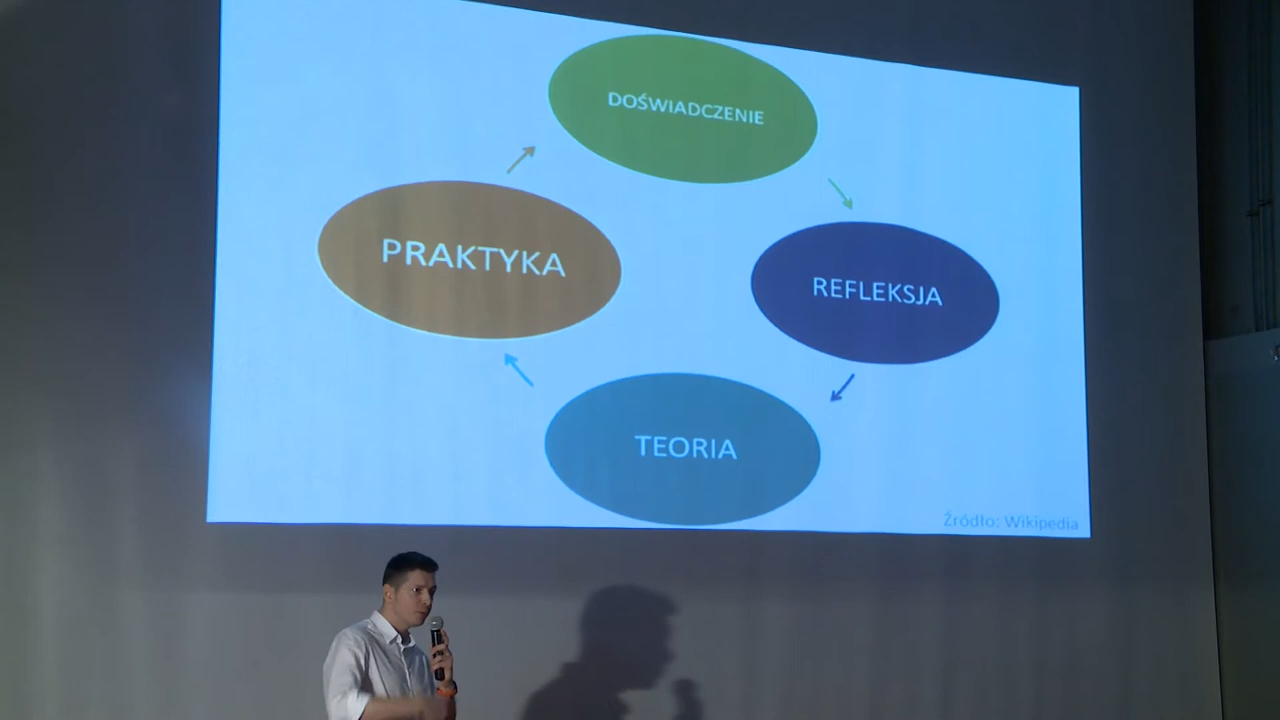 DOŚWIADCZENIE
PRAKTYKA
REFLEKSJA
TEORIA
Źródło: Wikipedia